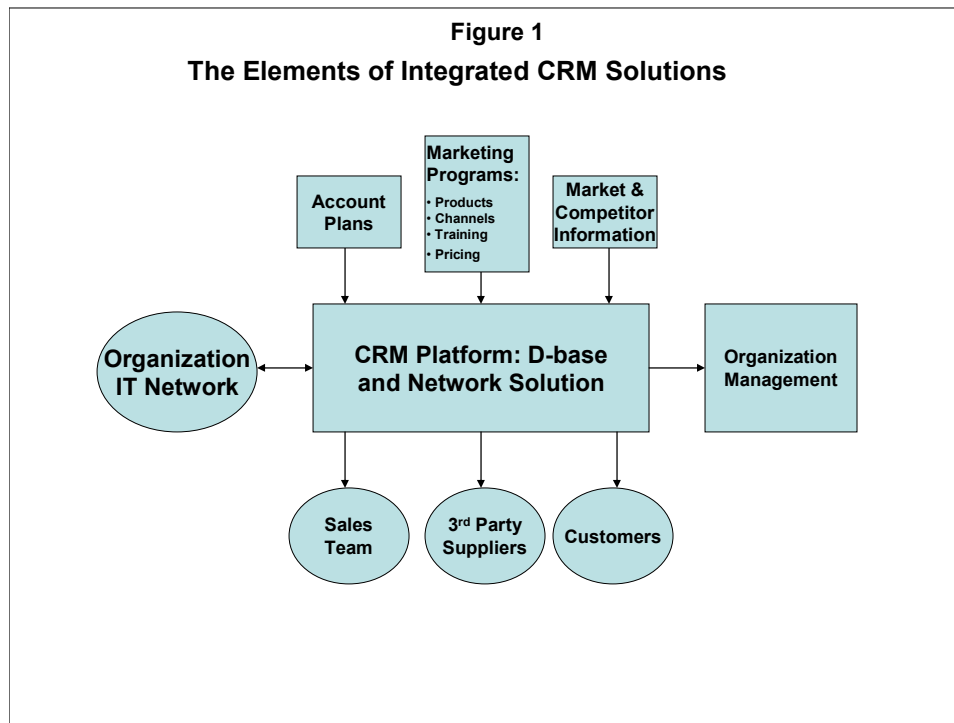 Figure 1
The Elements of Integrated CRM Solutions
Account
Plans
Marketing
Programs:
• Products
• Channels
• Training
• Pricing
Market &
Competitor
Information
Organization
IT Network
CRM Platform: D-base
and Network Solution
Organization
Management
Sales
Team
3rd Party
Suppliers
Customers